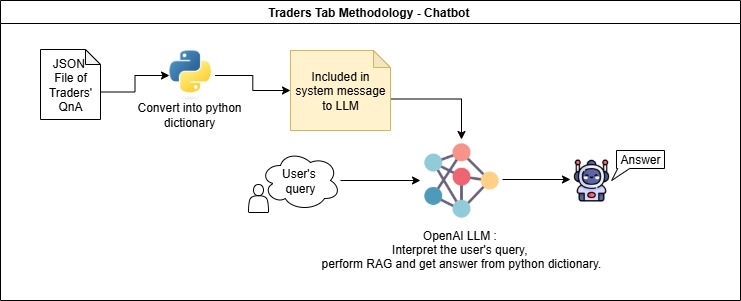 Traders Tab Methodology - Chatbot
JSON
File of
Traders'
QnA
Convert into python
dictionary
Included in
system message
to LLM
User's
query
OpenAI LLM :
Interpret the user's query,
perform RAG and get answer from python dictionary.
Answer